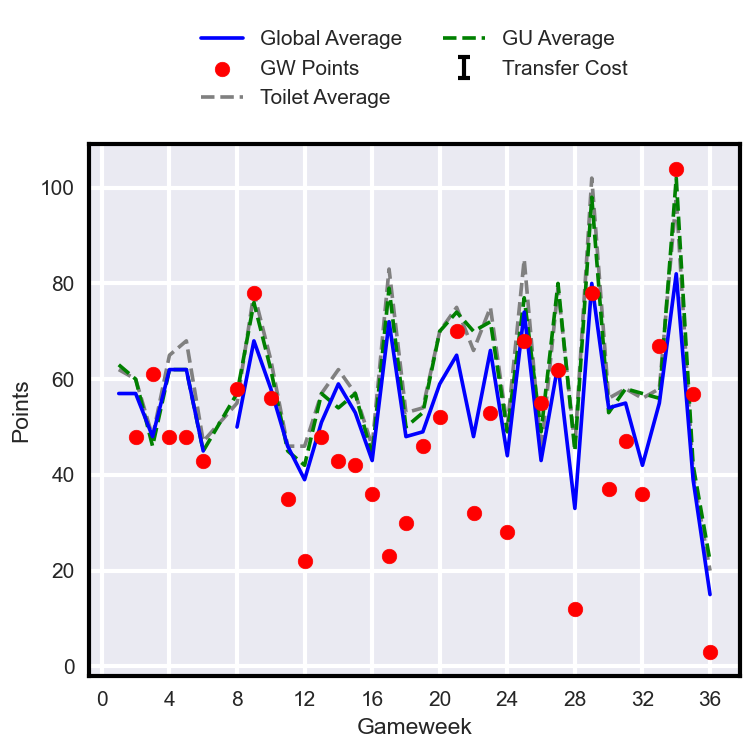 Global Average
GW Points
Toilet Average
GU Average
Transfer Cost
Points
100
80
60
40
20
0
0 4 8 12 16 20 24 28 32 36
Gameweek